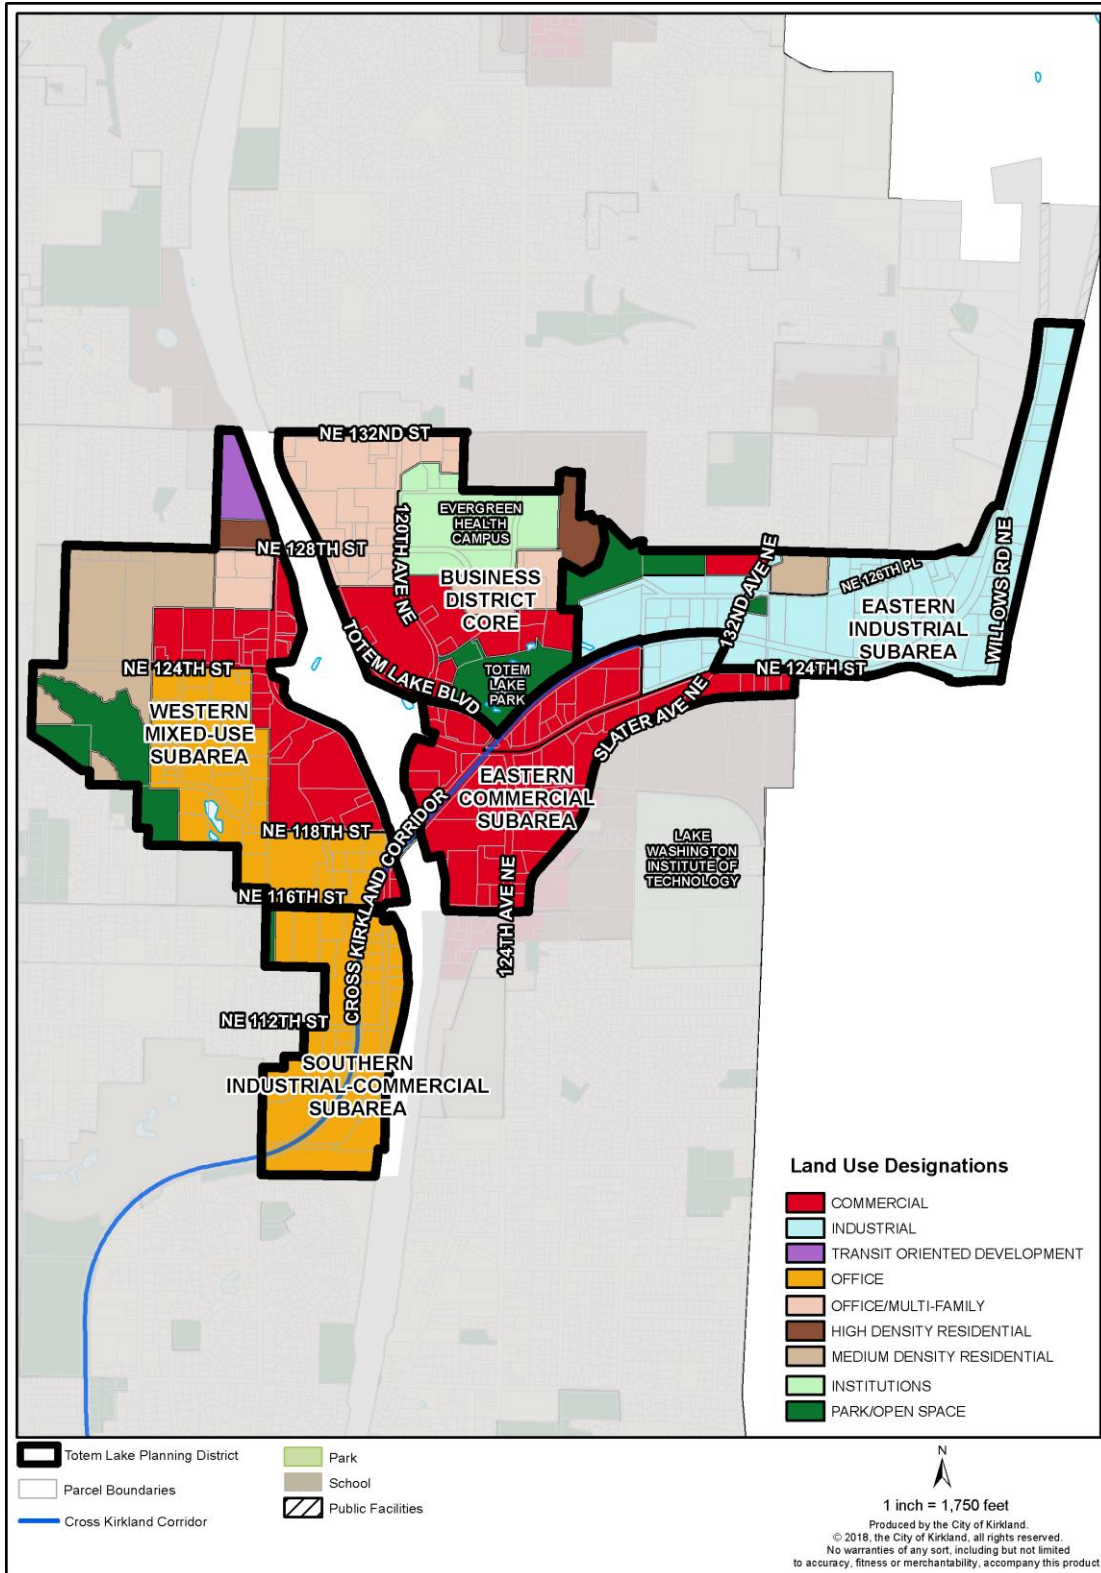 NE 132ND ST
120TH AVE NE
EVERGREEN
HEALTH
CAMPUS
NE 128TH ST
BUSINESS
DISTRICT
CORE
132ND AVE NE
NE 126TH PL
EASTERN
INDUSTRIAL
SUBAREA
WILLOWS RD NE
NE 124TH ST
TOTEM LAKE BLVD
TOTEM
LAKE
PARK
NE 124TH ST
WESTERN
MIXED-USE
SUBAREA
SLATER AVE NE
EASTERN
COMMERCIAL
SUBAREA
NE 118TH ST
CROSS KIRKLAND CORRIDOR
LAKE
WASHINGTON
INSTITUTE OF
TECHNOLOGY
NE 116TH ST
124TH AVE NE
NE 112TH ST
SOUTHERN
INDUSTRIAL-COMMERCIAL
SUBAREA
Land Use Designations
COMMERCIAL
INDUSTRIAL
TRANSIT ORIENTED DEVELOPMENT
OFFICE
OFFICE/MULTI-FAMILY
HIGH DENSITY RESIDENTIAL
MEDIUM DENSITY RESIDENTIAL
INSTITUTIONS
PARK/OPEN SPACE
Totem Lake Planning District
Parcel Boundaries
Cross Kirkland Corridor
Park
School
Public Facilities
N
1 inch = 1,750 feet
Produced by the City of Kirkland.
© 2018, the City of Kirkland, all rights reserved.
No warranties of any sort, including but not limited
to accuracy, fitness or merchantability, accompany this product.